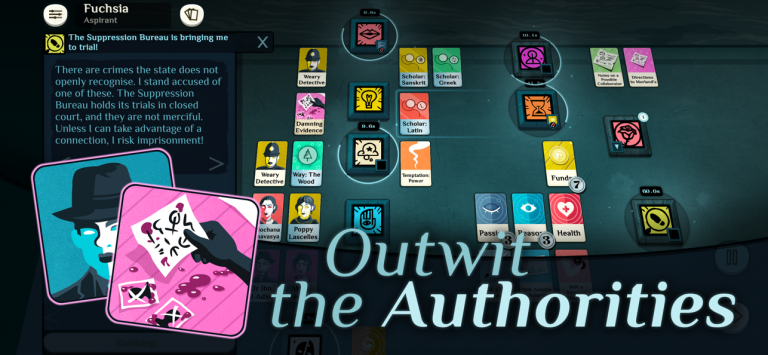 Fuchsia
Aspirant
The Suppression Bureau is bringing me
to trial!
X
There are crimes the state does not
openly recognise. I stand accused of
one of these. The Suppression
Bureau holds its trials in closed
court, and they are not merciful.
Unless I can take advantage of a
connection, I risk imprisonment!
Weary
Detective
Scholar:
Sanskrit
Scholar:
Greek
Notes on a
Possible
Collaborator
Directions
to
Damning
Evidence
Scholar:
Latin
Weary
Detective
Way: The
Wood
Temptation:
Power
Funds
7
Poppy
Lascelles
Passion
3
Reason
3
Health
60.0s
Outwit
the Authorities